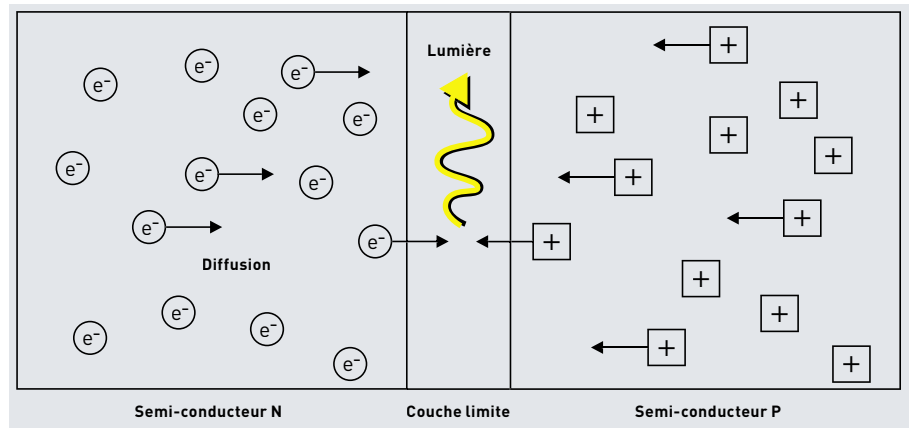 Lumière
e⁻ e⁻ e⁻ +
e⁻ e⁻ + +
+ +
e⁻ e⁻ e⁻ +
e⁻ +
e⁻ +
Diffusion
+
e⁻ +
e⁻ e⁻ +
e⁻ +
Semi-conducteur N
Couche limite
Semi-conducteur P
e⁻